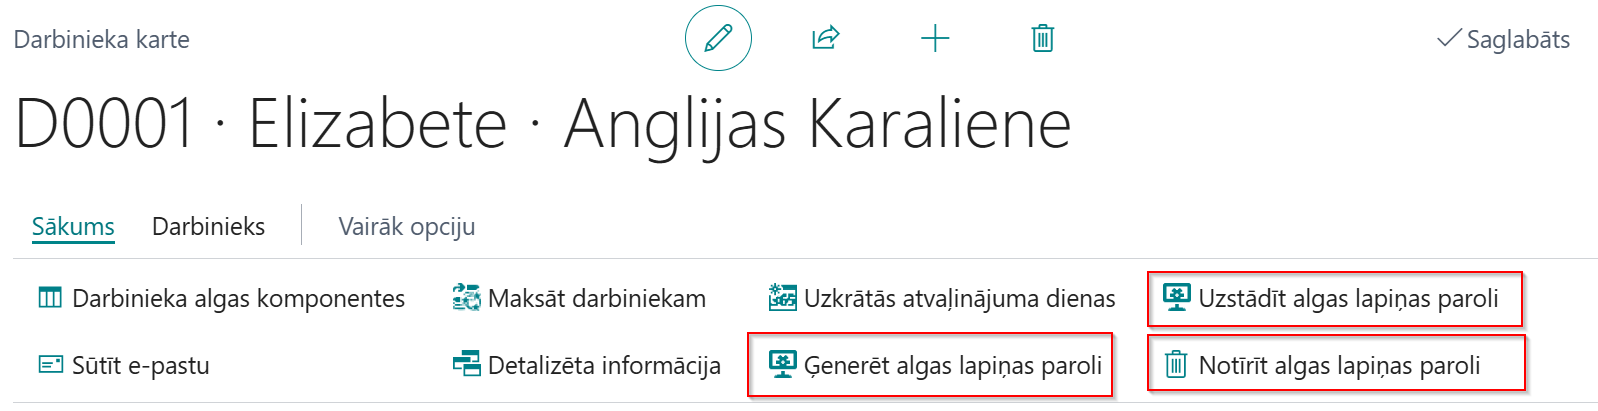 Darbinieka karte
Saglabāts
D0001 · Elizabete · Anglijas Karaliene
Sākums Darbinieks Vairāk opciju
Darbinieka algas komponentes Maksāt darbiniekam Uzkrātās atvaļinājuma dienas Uzstādīt algas lapiņas paroli
Sūtīt e-pastu Detalizēta informācija Ģenerēt algas lapiņas paroli Notīrīt algas lapiņas paroli